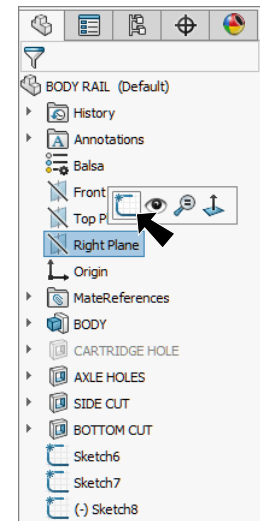 BODY RAIL (Default)
History
Annotations
Balsa
Front
Top P
Right Plane
Origin
MateReferences
BODY
CARTRIDGE HOLE
AXLE HOLES
SIDE CUT
BOTTOM CUT
Sketch6
Sketch7
(-) Sketch8